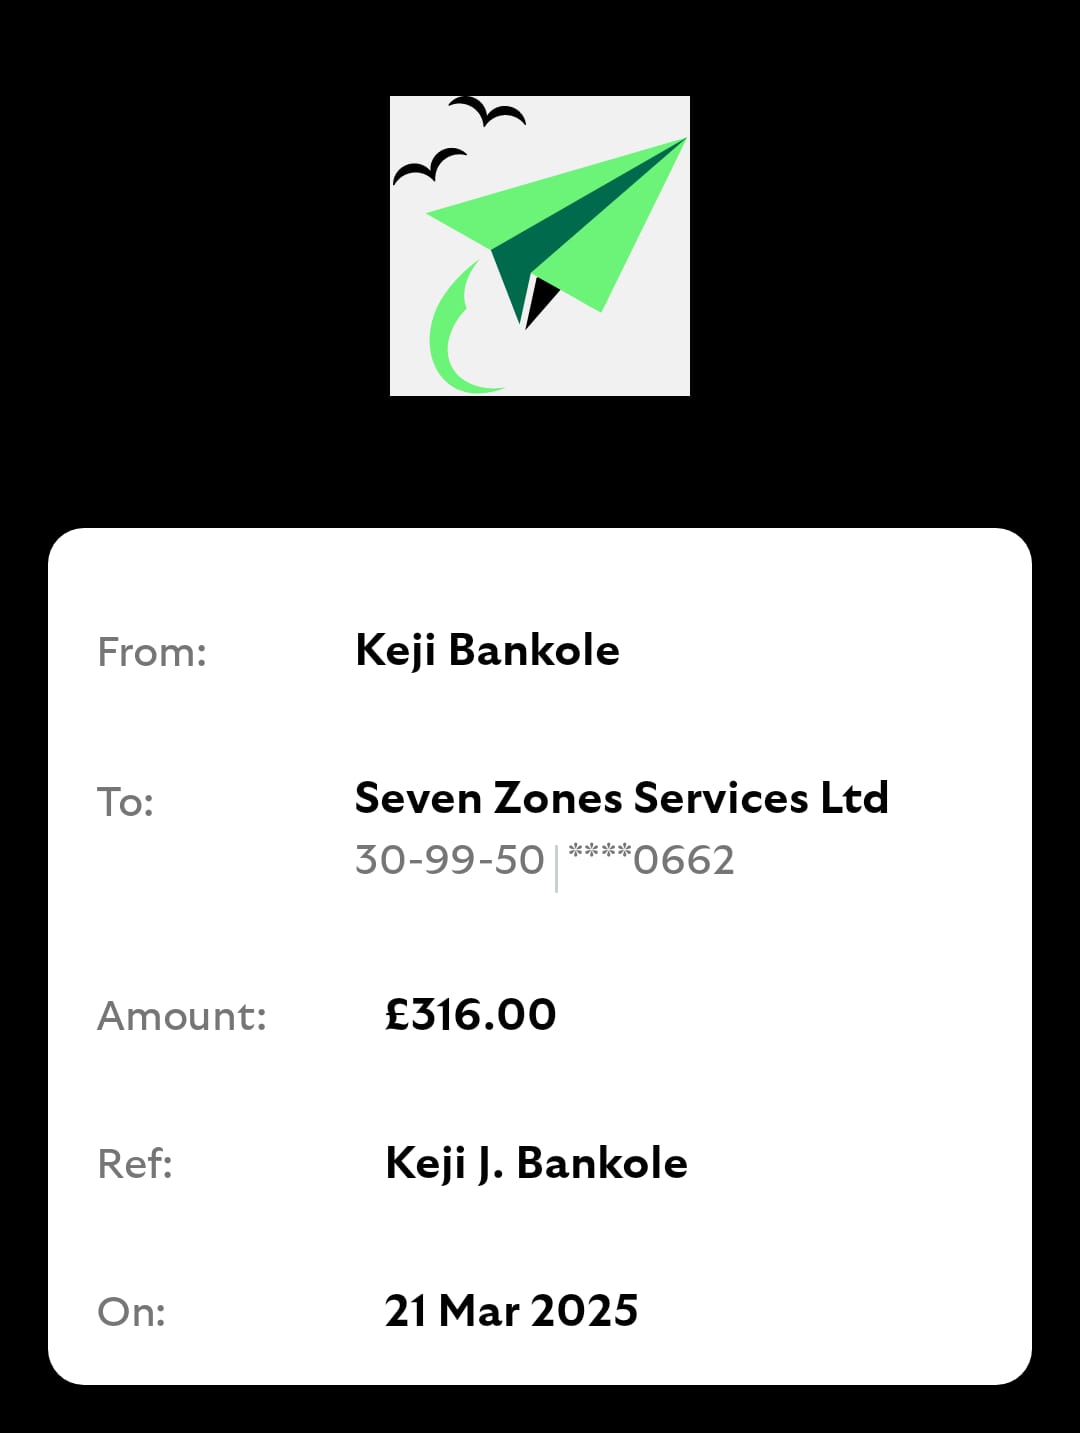 From: Keji Bankole
To: Seven Zones Services Ltd
30-99-50 | ****0662
Amount: £316.00
Ref: Keji J. Bankole
On: 21 Mar 2025